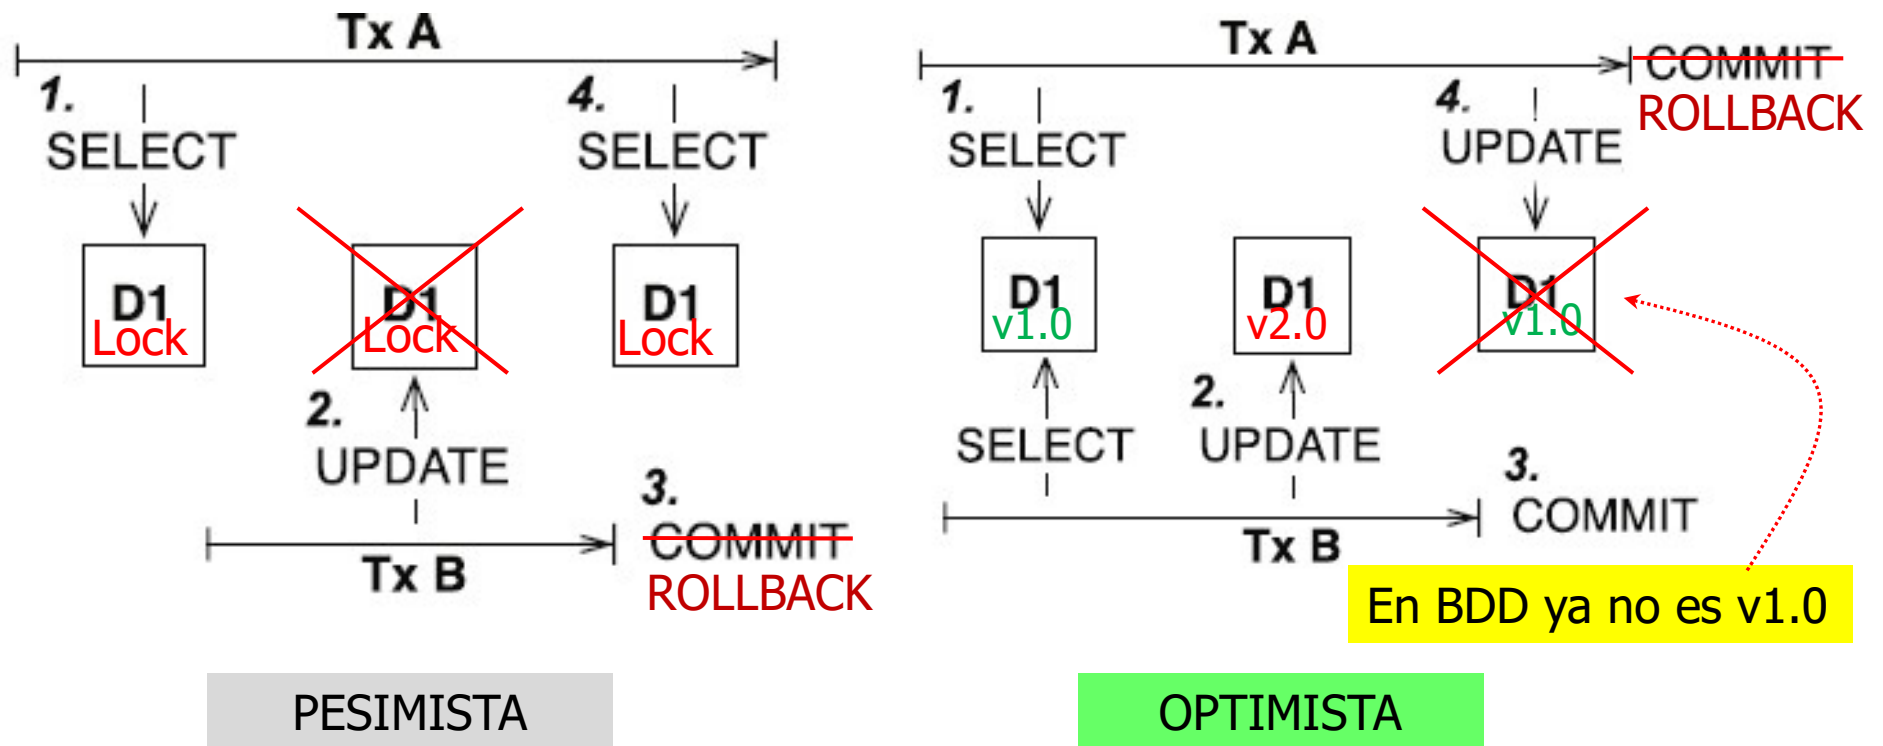 Tx A
1.
SELECT
4.
SELECT
D1
Lock
D1
Lock
D1
Lock
2.
UPDATE
3.
COMMIT
ROLLBACK
Tx B
PESIMISTA
Tx A
COMMIT
ROLLBACK
1.
SELECT
4.
UPDATE
D1
v1.0
D1
v2.0
D1
v1.0
SELECT
2.
UPDATE
3.
COMMIT
Tx B
En BDD ya no es v1.0
OPTIMISTA